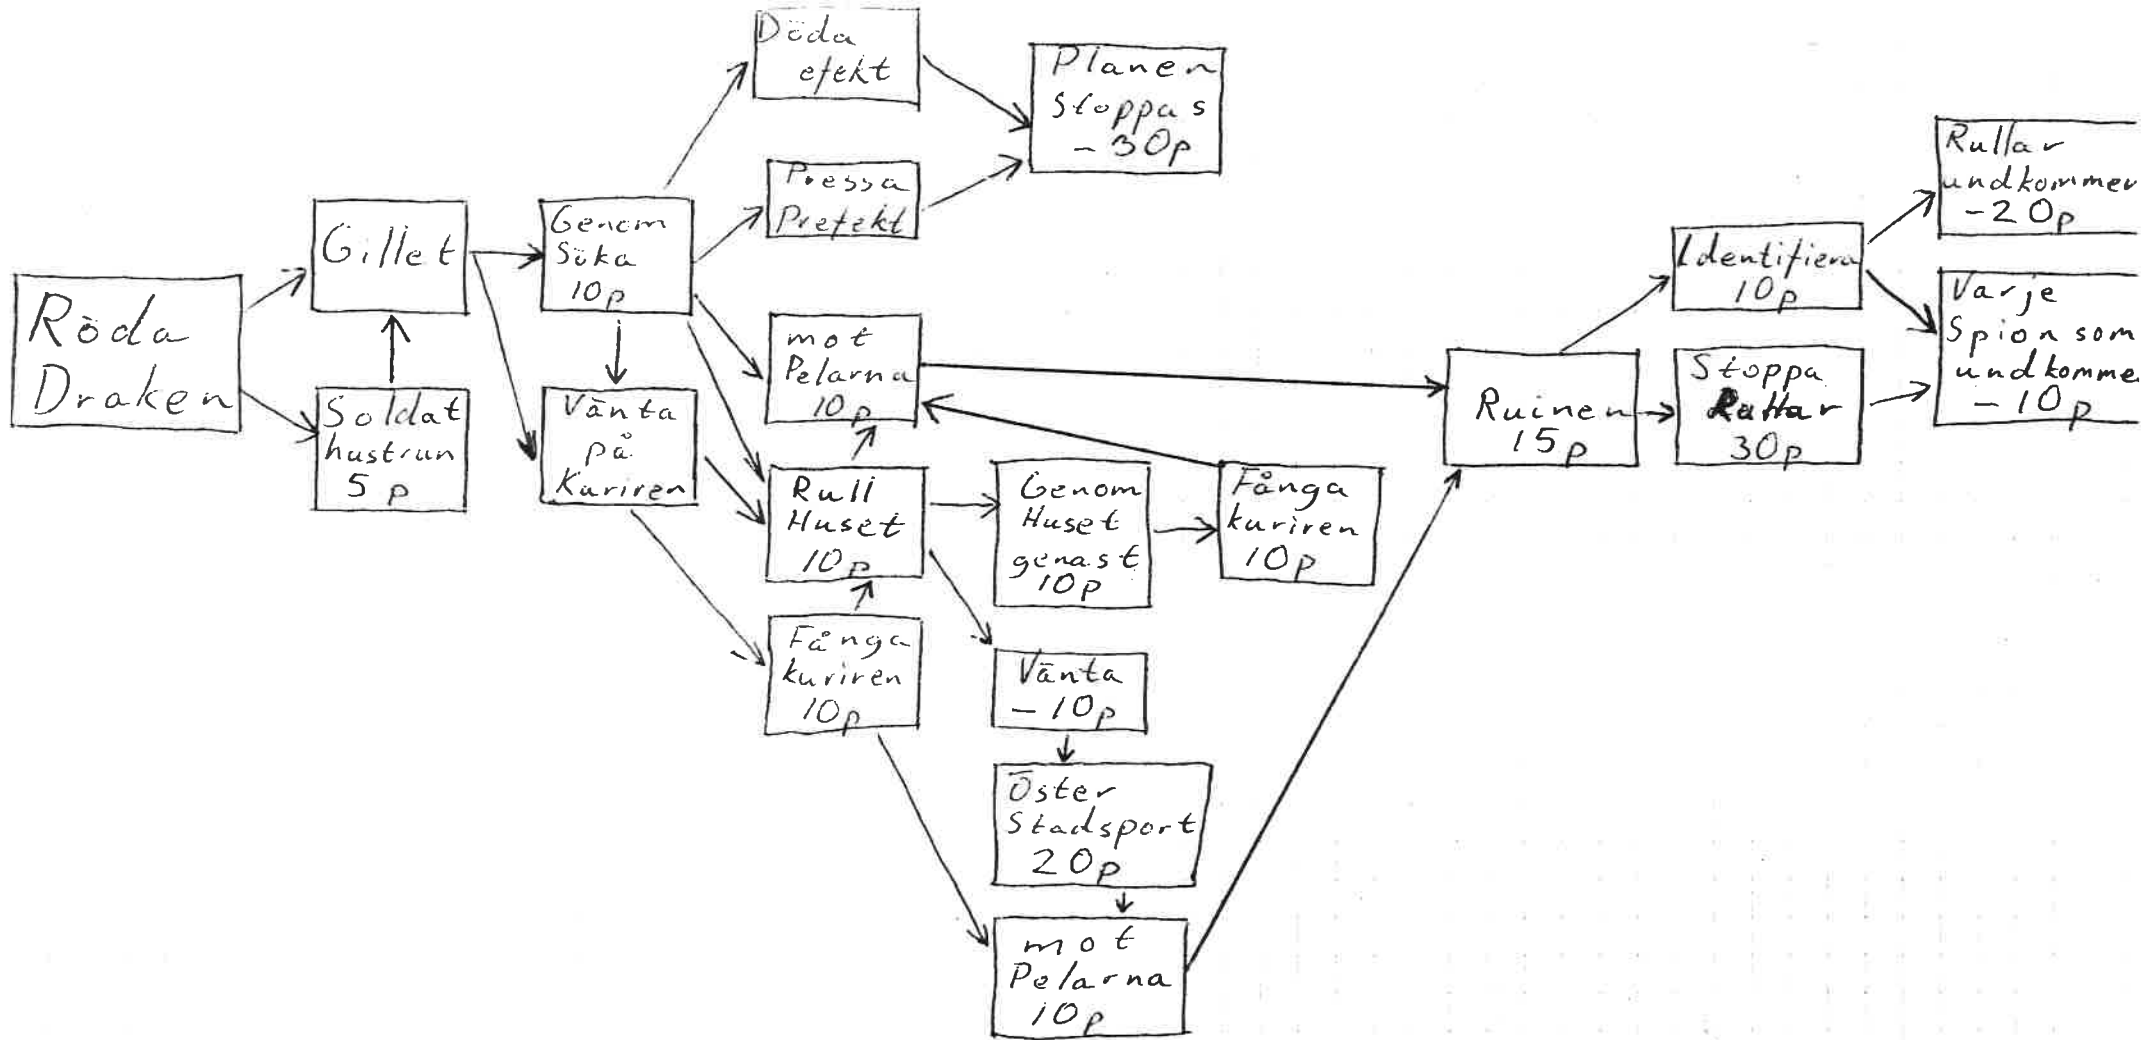 Röda
Draken
Gillet
Soldat
hustrun
5 p
Genom
Söka
10p
Vänta
på
Kuriren
Döda
efekt
Pressa
Prefekt
Planen
Stoppas
-30p
mot
Pelarna
10p
Rull
Huset
10p
Fånga
kuriren
10p
Genom
Huset
genast
10p
Fånga
kuriren
10p
Vänta
-10p
Öster
Stadsport
20p
mot
Pelarna
10p
Ruinen
15p
Identifiera
10p
Stoppa
Rullar
30p
Rullar
undkommer
-20p
Varje
Spion som
undkomme
-10p